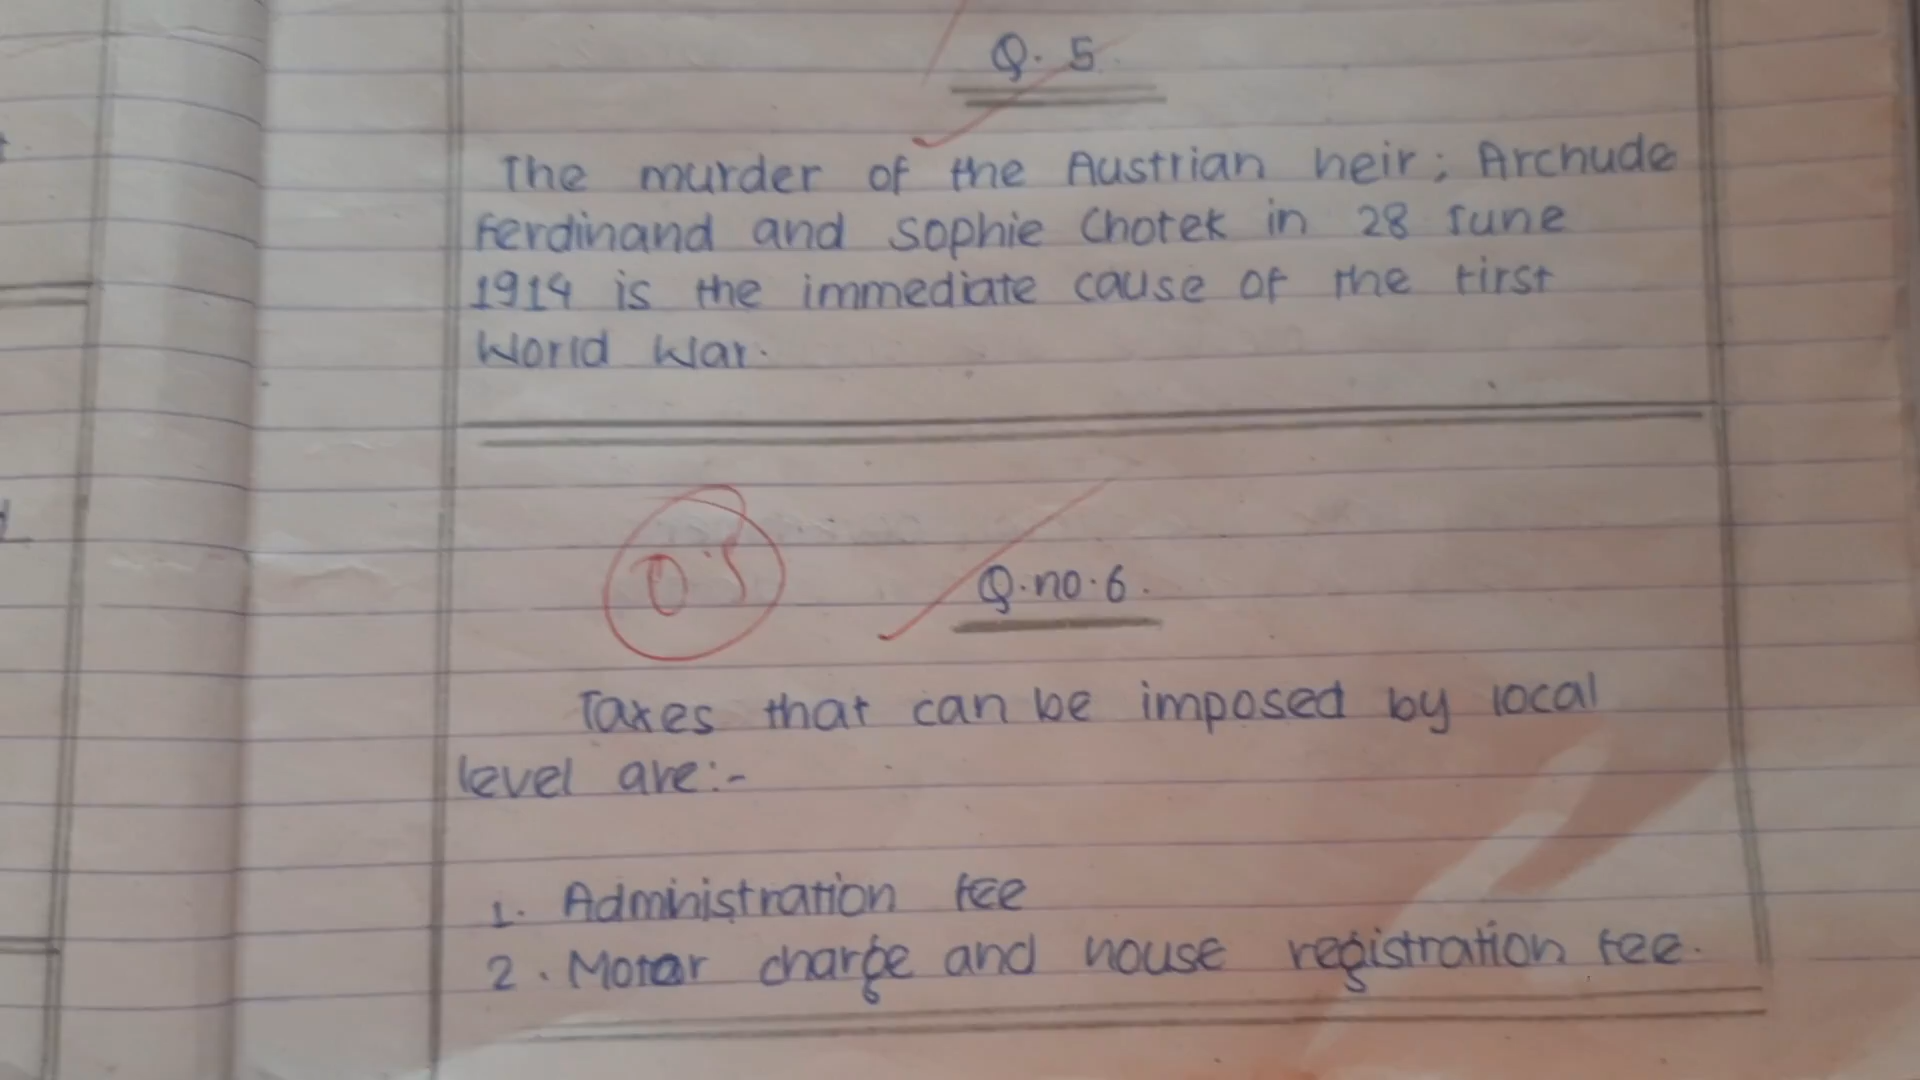 Q. 5
The murder of the Austrian heir; Archude
Ferdinand and Sophie Chotek in 28 June
1914 is the immediate cause of the First
World War.
0.5
Q.no.6.
Taxes that can be imposed by local
level are:-
1. Administration fee
2. Motor charge and house registration fee.